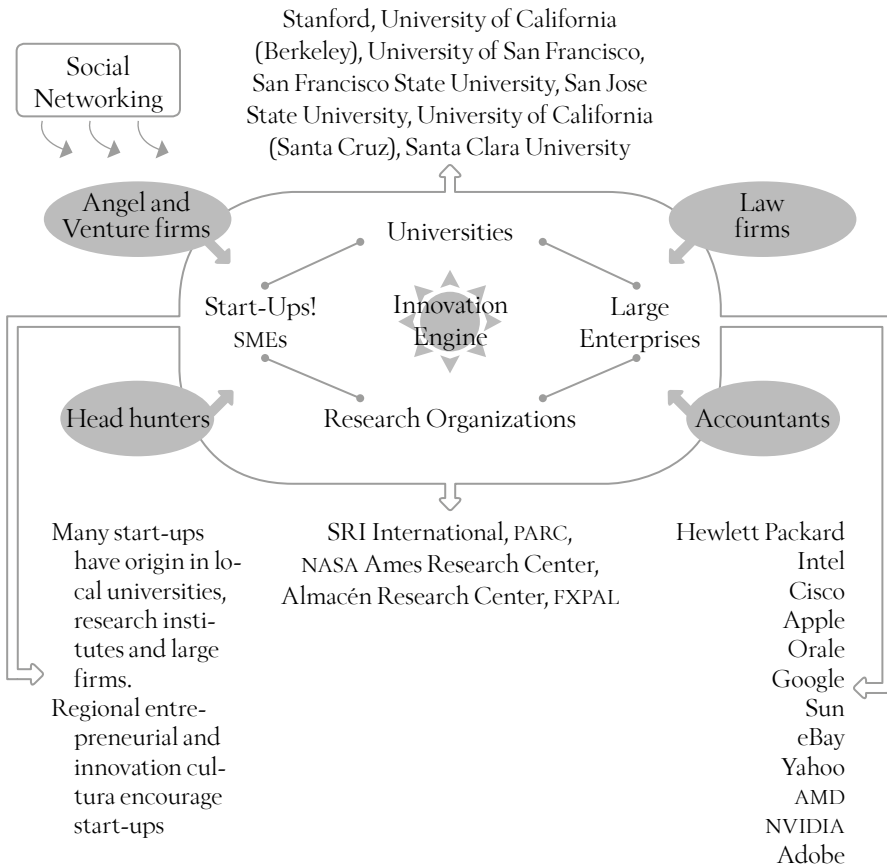 Stanford, University of California
(Berkeley), University of San Francisco,
San Francisco State University, San Jose
State University, University of California
(Santa Cruz), Santa Clara University
Social
Networking
Angel and
Venture firms
Law
firms
Universities
Start-Ups!
SMEs
Innovation
Engine
Large
Enterprises
Head hunters
Research Organizations
Accountants
Many start-ups
have origin in lo-
cal universities,
research insti-
tutes and large
firms.
Regional entre-
preneurial and
innovation cul-
tura encourage
start-ups
SRI International, PARC,
NASA Ames Research Center,
Almacén Research Center, FXPAL
Hewlett Packard
Intel
Cisco
Apple
Orale
Google
Sun
eBay
Yahoo
AMD
NVIDIA
Adobe